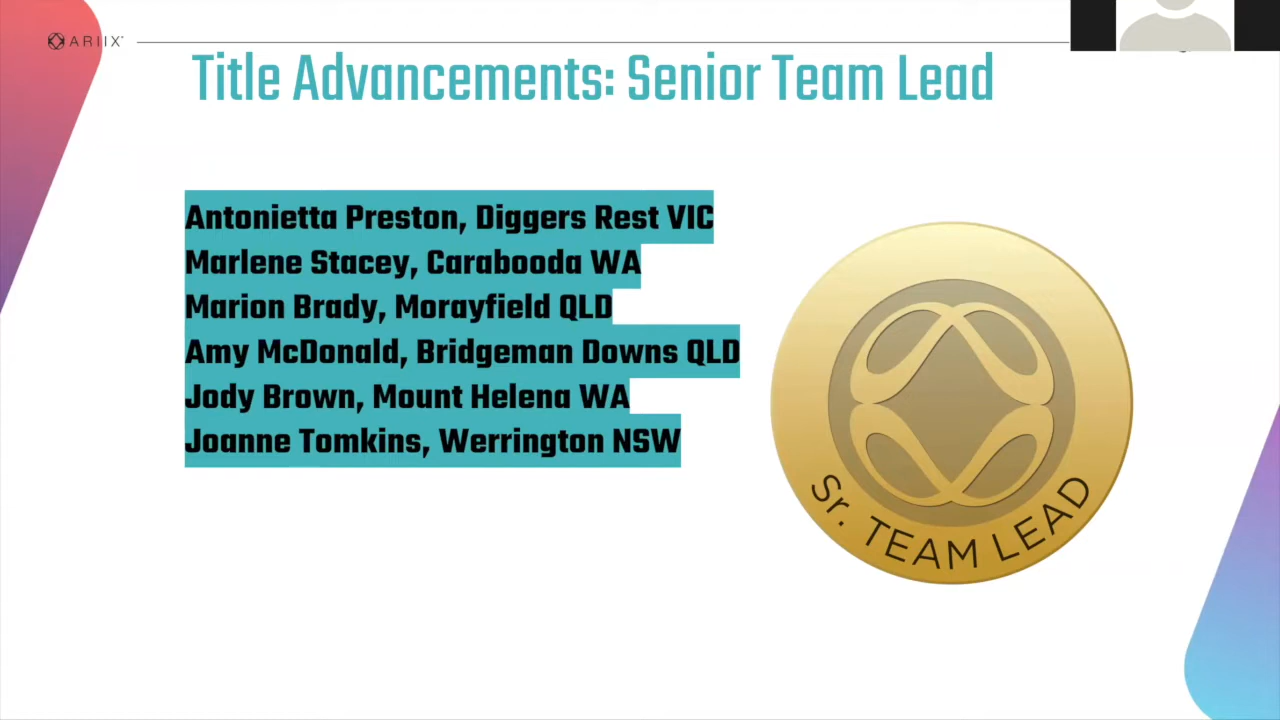 ARIIX
Title Advancements: Senior Team Lead
Antonietta Preston, Diggers Rest VIC
Marlene Stacey, Carabooda WA
Marion Brady, Morayfield QLD
Amy McDonald, Bridgeman Downs QLD
Jody Brown, Mount Helena WA
Joanne Tomkins, Werrington NSW
Sr. TEAM LEAD